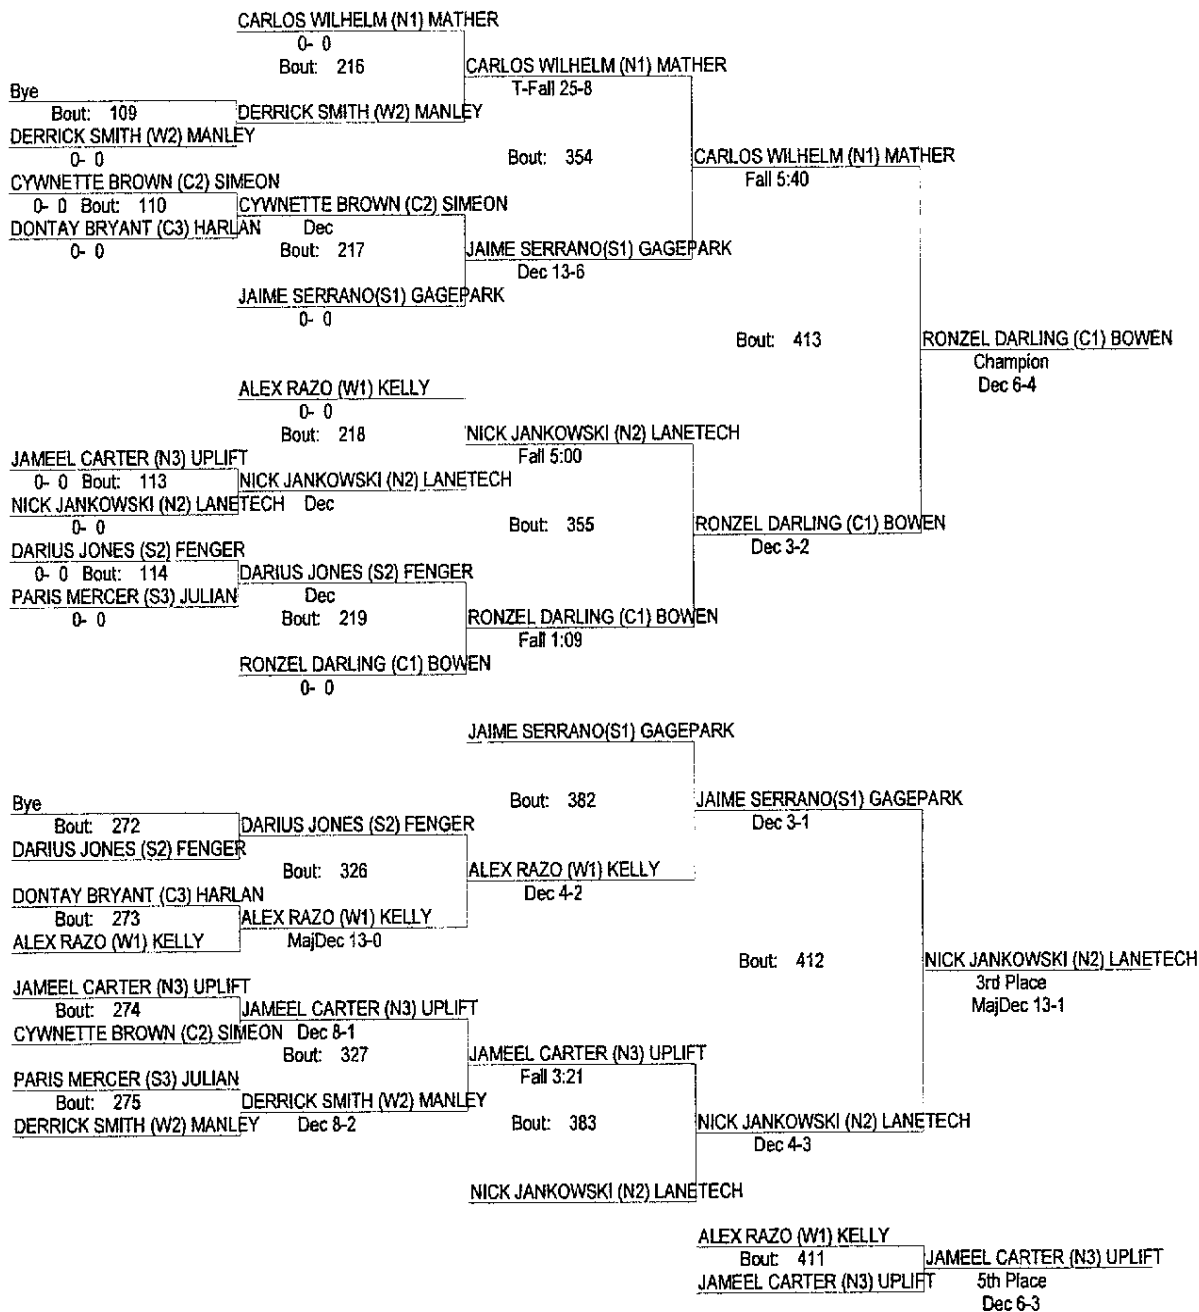 CARLOS WILHELM (N1) MATHER
0- 0
Bout: 216
CARLOS WILHELM (N1) MATHER
T-Fall 25-8
Bye
Bout: 109
DERRICK SMITH (W2) MANLEY
DERRICK SMITH (W2) MANLEY
0- 0
Bout: 354
CARLOS WILHELM (N1) MATHER
Fall 5:40
CYWNETTE BROWN (C2) SIMEON
0- 0 Bout: 110
CYWNETTE BROWN (C2) SIMEON
DONTAY BRYANT (C3) HARLAN
Dec
0- 0
Bout: 217
JAIME SERRANO(S1) GAGEPARK
Dec 13-6
JAIME SERRANO(S1) GAGEPARK
0- 0
Bout: 413
RONZEL DARLING (C1) BOWEN
Champion
Dec 6-4
ALEX RAZO (W1) KELLY
0- 0
Bout: 218
NICK JANKOWSKI (N2) LANETECH
Fall 5:00
JAMEEL CARTER (N3) UPLIFT
0- 0 Bout: 113
NICK JANKOWSKI (N2) LANETECH
NICK JANKOWSKI (N2) LANETECH
Dec
0- 0
Bout: 355
RONZEL DARLING (C1) BOWEN
Dec 3-2
DARIUS JONES (S2) FENGER
0- 0 Bout: 114
DARIUS JONES (S2) FENGER
PARIS MERCER (S3) JULIAN
Dec
0- 0
Bout: 219
RONZEL DARLING (C1) BOWEN
Fall 1:09
RONZEL DARLING (C1) BOWEN
0- 0
JAIME SERRANO(S1) GAGEPARK
Bout: 382
JAIME SERRANO(S1) GAGEPARK
Dec 3-1
Bye
Bout: 272
DARIUS JONES (S2) FENGER
DARIUS JONES (S2) FENGER
Bout: 326
ALEX RAZO (W1) KELLY
Dec 4-2
DONTAY BRYANT (C3) HARLAN
Bout: 273
ALEX RAZO (W1) KELLY
ALEX RAZO (W1) KELLY
MajDec 13-0
Bout: 412
NICK JANKOWSKI (N2) LANETECH
3rd Place
MajDec 13-1
JAMEEL CARTER (N3) UPLIFT
Bout: 274
JAMEEL CARTER (N3) UPLIFT
CYWNETTE BROWN (C2) SIMEON
Dec 8-1
Bout: 327
JAMEEL CARTER (N3) UPLIFT
Fall 3:21
PARIS MERCER (S3) JULIAN
Bout: 275
DERRICK SMITH (W2) MANLEY
DERRICK SMITH (W2) MANLEY
Dec 8-2
Bout: 383
NICK JANKOWSKI (N2) LANETECH
Dec 4-3
NICK JANKOWSKI (N2) LANETECH
ALEX RAZO (W1) KELLY
Bout: 411
JAMEEL CARTER (N3) UPLIFT
JAMEEL CARTER (N3) UPLIFT
5th Place
Dec 6-3